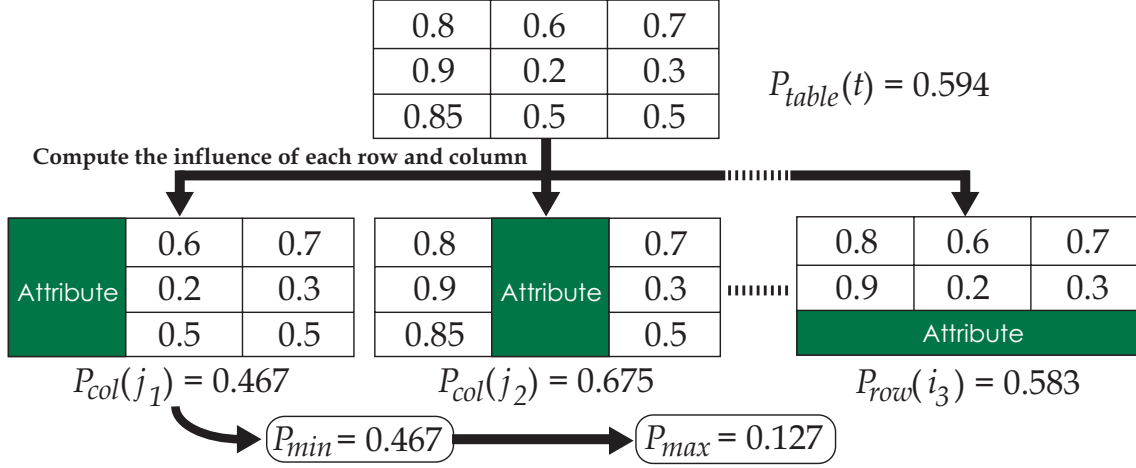 0.8 0.6 0.7
0.9 0.2 0.3
0.85 0.5 0.5
P_table(t) = 0.594
Compute the influence of each row and column
Attribute
0.6 0.7
0.2 0.3
0.5 0.5
P_col(j_1) = 0.467
0.8 0.7
0.9 0.3
0.85 0.5
Attribute
P_col(j_2) = 0.675
0.8 0.6 0.7
0.9 0.2 0.3
Attribute
P_row(i_3) = 0.583
P_min = 0.467
P_max = 0.127